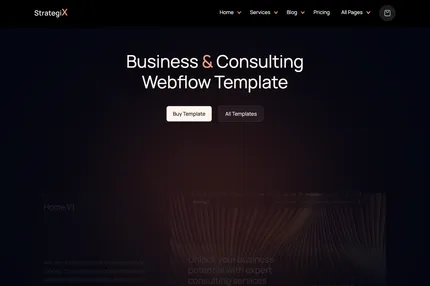 StrategiX
Home Services Blog Pricing All Pages
Business & Consulting
Webflow Template
Buy Template All Templates
Home V1
Unlock your business
potential with expert
consulting services